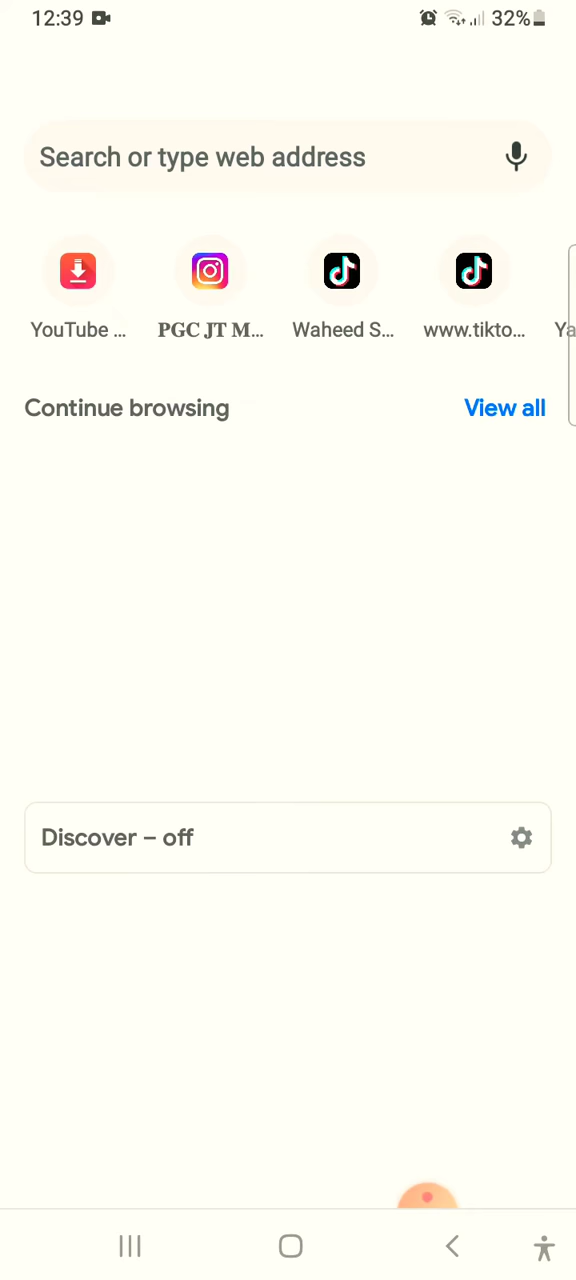 12:39 32%
Search or type web address
YouTube ... 𝐏𝐆𝐂 𝐉𝐓 𝐌... Waheed S... www.tikto... Ya
Continue browsing View all
Discover – off